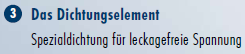 3 Das Dichtungselement
Spezialdichtung für leckagefreie Spannung